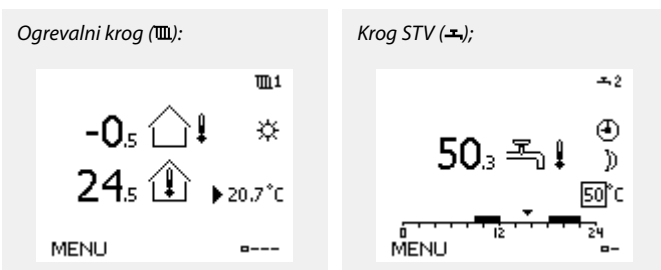 Ogrevalni krog ():
1
-0.5
24.5
20.7°C
MENU
Krog STV ();
2
50.3
50°C
0 12 24
MENU